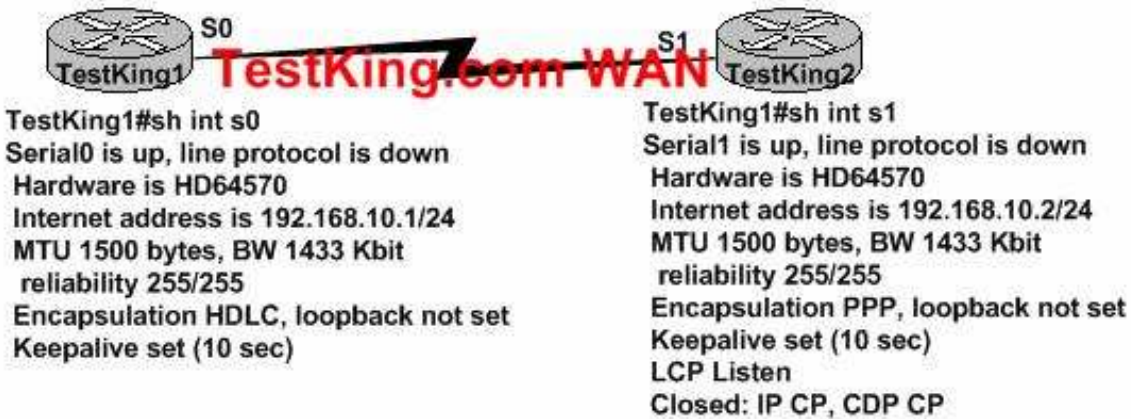 S0
S1
TestKing1
TestKing.com WAN
TestKing2
TestKing1#sh int s0
Serial0 is up, line protocol is down
Hardware is HD64570
Internet address is 192.168.10.1/24
MTU 1500 bytes, BW 1433 Kbit
reliability 255/255
Encapsulation HDLC, loopback not set
Keepalive set (10 sec)
TestKing1#sh int s1
Serial1 is up, line protocol is down
Hardware is HD64570
Internet address is 192.168.10.2/24
MTU 1500 bytes, BW 1433 Kbit
reliability 255/255
Encapsulation PPP, loopback not set
Keepalive set (10 sec)
LCP Listen
Closed: IP CP, CDP CP